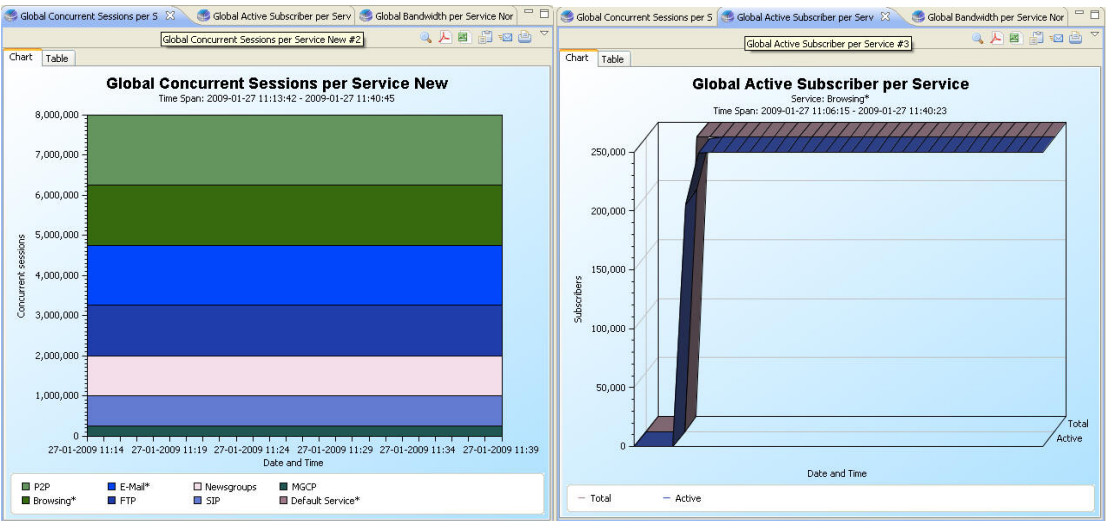 Global Concurrent Sessions per S
Global Active Subscriber per Serv
Global Bandwidth per Service Nor
Global Concurrent Sessions per Service New #2
Chart
Table
Global Concurrent Sessions per Service New
Time Span: 2009-01-27 11:13:42 - 2009-01-27 11:40:45
8,000,000
7,000,000
6,000,000
5,000,000
4,000,000
3,000,000
2,000,000
1,000,000
0
Concurrent sessions
27-01-2009 11:14 27-01-2009 11:19 27-01-2009 11:24 27-01-2009 11:29 27-01-2009 11:34 27-01-2009 11:39
Date and Time
P2P E-Mail* Newsgroups MGCP
Browsing* FTP SIP Default Service*
Global Concurrent Sessions per S
Global Active Subscriber per Serv
Global Bandwidth per Service Nor
Global Active Subscriber per Service #3
Chart
Table
Global Active Subscriber per Service
Service: Browsing*
Time Span: 2009-01-27 11:06:15 - 2009-01-27 11:40:23
250,000
200,000
150,000
100,000
50,000
0
Subscribers
Total
Active
Date and Time
Total Active